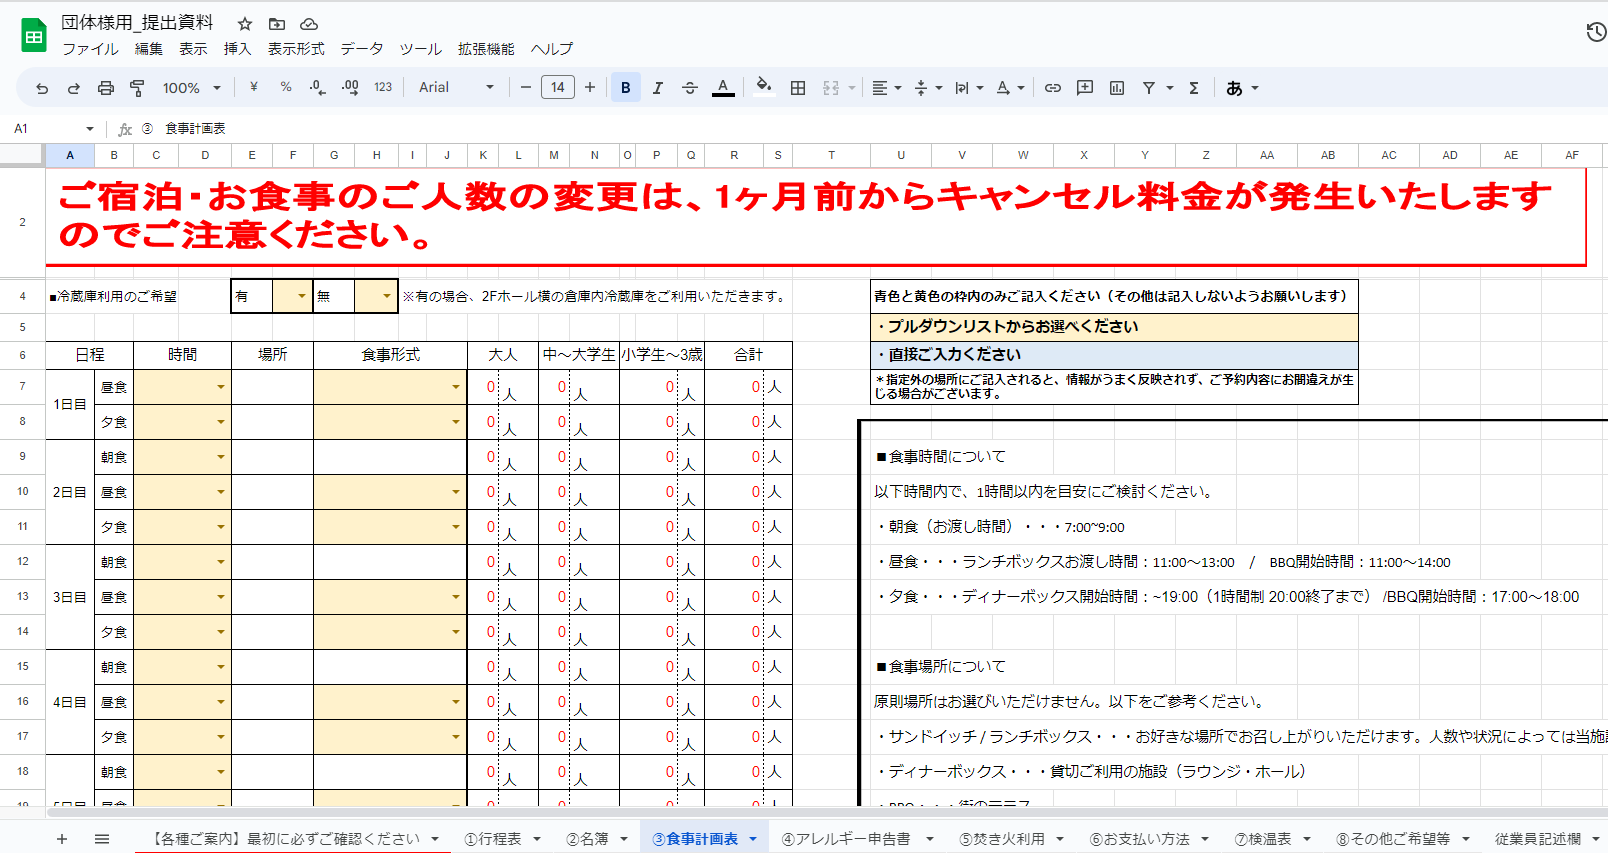 団体様用_提出資料
ファイル 編集 表示 挿入 表示形式 データ ツール 拡張機能 ヘルプ
100% ¥ % .0 .00 123 Arial 14 B I A あ
A1 fx ③ 食事計画表
A B C D E F G H I J K L M N O P Q R S T U V W X Y Z AA AB AC AD AE AF
2 ご宿泊・お食事のご人数の変更は、1ヶ月前からキャンセル料金が発生いたします
のでご注意ください。
4 ■冷蔵庫利用のご希望 有 無 ※有の場合、2Fホール横の倉庫内冷蔵庫をご利用いただきます。 青色と黄色の枠内のみご記入ください（その他は記入しないようお願いします）
5 ・プルダウンリストからお選べください
6 日程 時間 場所 食事形式 大人 中〜大学生 小学生〜3歳 合計 ・直接ご入力ください
7 1日目 昼食 0 人 0 人 0 人 0 人 ＊指定外の場所にご記入されると、情報がうまく反映されず、ご予約内容にお間違えが生
じる場合がございます。
8 夕食 0 人 0 人 0 人 0 人
9 朝食 0 人 0 人 0 人 0 人 ■食事時間について
10 2日目 昼食 0 人 0 人 0 人 0 人 以下時間内で、1時間以内を目安にご検討ください。
11 夕食 0 人 0 人 0 人 0 人 ・朝食（お渡し時間）・・・7:00~9:00
12 朝食 0 人 0 人 0 人 0 人 ・昼食・・・ランチボックスお渡し時間：11:00〜13:00 / BBQ開始時間：11:00〜14:00
13 3日目 昼食 0 人 0 人 0 人 0 人 ・夕食・・・ディナーボックス開始時間：~19:00（1時間制 20:00終了まで） /BBQ開始時間：17:00〜18:00
14 夕食 0 人 0 人 0 人 0 人
15 朝食 0 人 0 人 0 人 0 人 ■食事場所について
16 4日目 昼食 0 人 0 人 0 人 0 人 原則場所はお選びいただけません。以下をご参考ください。
17 夕食 0 人 0 人 0 人 0 人 ・サンドイッチ / ランチボックス・・・お好きな場所でお召し上がりいただけます。人数や状況によっては当施
18 朝食 0 人 0 人 0 人 0 人 ・ディナーボックス・・・貸切ご利用の施設（ラウンジ・ホール）
19 5日目 昼食 0 人 0 人 0 人 0 人 ・BBQ・・・街のテラス
【各種ご案内】最初に必ずご確認ください ①行程表 ②名簿 ③食事計画表 ④アレルギー申告書 ⑤焚き火利用 ⑥お支払い方法 ⑦検温表 ⑧その他ご希望等 従業員記述欄